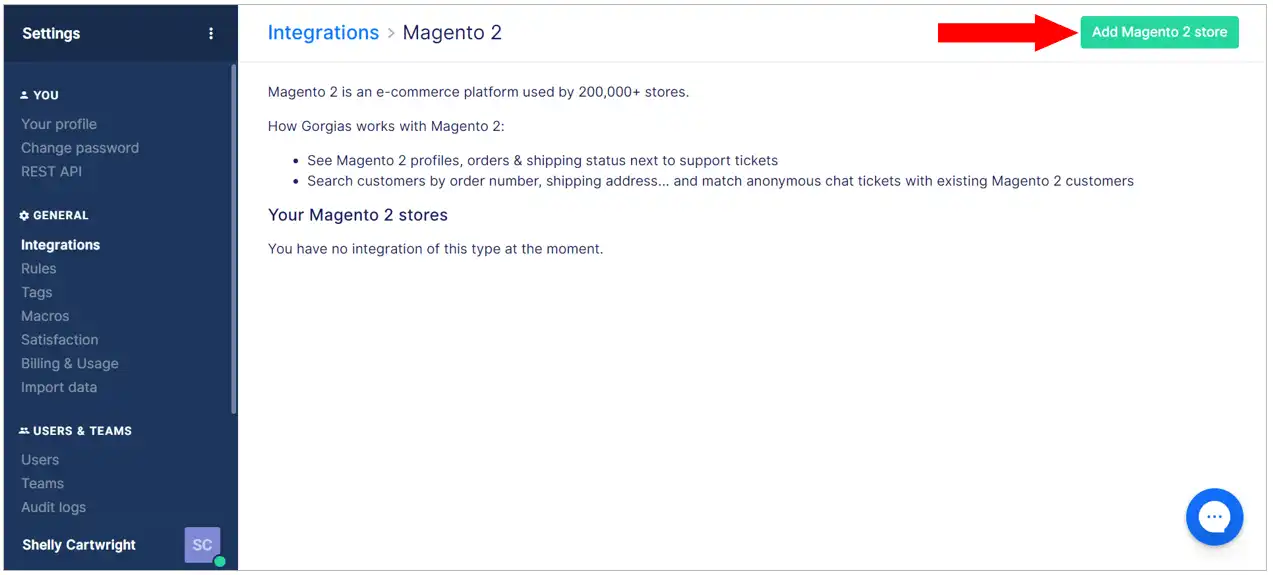 Settings
YOU
Your profile
Change password
REST API
GENERAL
Integrations
Rules
Tags
Macros
Satisfaction
Billing & Usage
Import data
USERS & TEAMS
Users
Teams
Audit logs
Shelly Cartwright
SC
Integrations > Magento 2
Add Magento 2 store
Magento 2 is an e-commerce platform used by 200,000+ stores.
How Gorgias works with Magento 2:
• See Magento 2 profiles, orders & shipping status next to support tickets
• Search customers by order number, shipping address... and match anonymous chat tickets with existing Magento 2 customers
Your Magento 2 stores
You have no integration of this type at the moment.